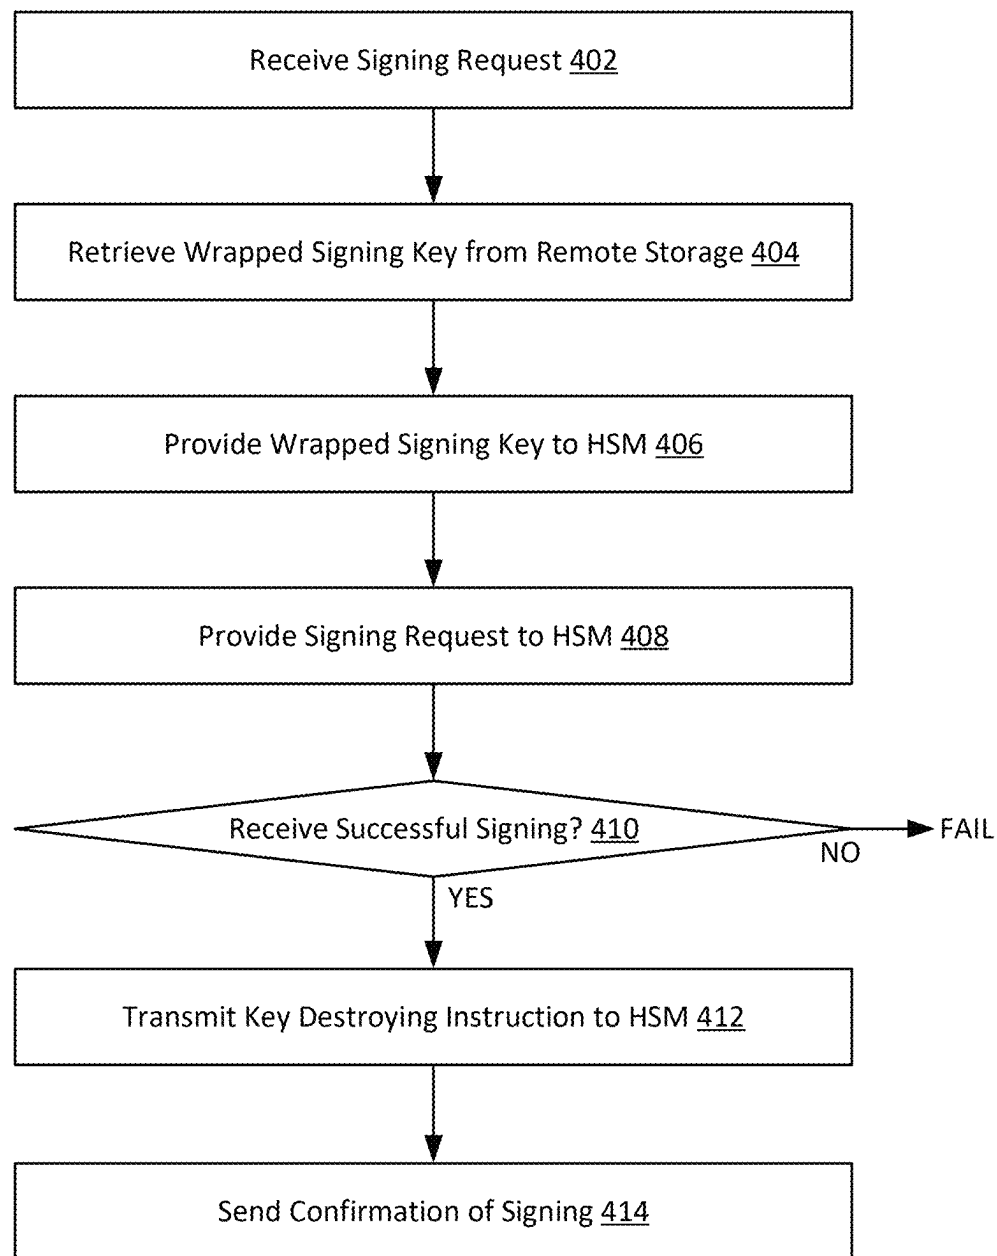 Receive Signing Request 402
Retrieve Wrapped Signing Key from Remote Storage 404
Provide Wrapped Signing Key to HSM 406
Provide Signing Request to HSM 408
Receive Successful Signing? 410
FAIL
NO
YES
Transmit Key Destroying Instruction to HSM 412
Send Confirmation of Signing 414